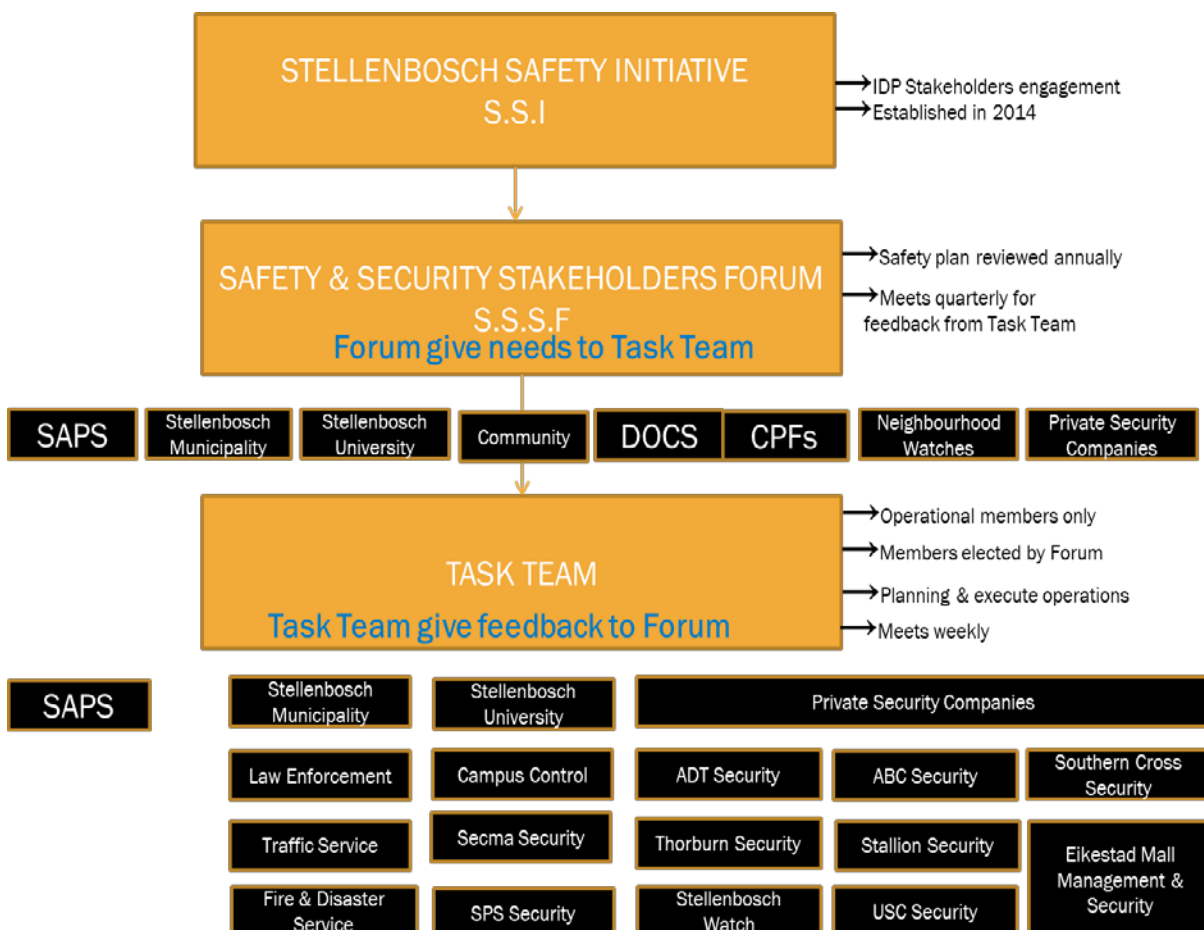 STELLENBOSCH SAFETY INITIATIVE
S.S.I
IDP Stakeholders engagement
Established in 2014
SAFETY & SECURITY STAKEHOLDERS FORUM
S.S.S.F
Forum give needs to Task Team
Safety plan reviewed annually
Meets quarterly for
feedback from Task Team
SAPS
Stellenbosch
Municipality
Stellenbosch
University
Community
DOCS
CPFs
Neighbourhood
Watches
Private Security
Companies
TASK TEAM
Task Team give feedback to Forum
Operational members only
Members elected by Forum
Planning & execute operations
Meets weekly
SAPS
Stellenbosch
Municipality
Stellenbosch
University
Private Security Companies
Law Enforcement
Campus Control
ADT Security
ABC Security
Southern Cross
Security
Traffic Service
Secma Security
Thorburn Security
Stallion Security
Eikestad Mall
Management &
Security
Fire & Disaster
Service
SPS Security
Stellenbosch
Watch
USC Security